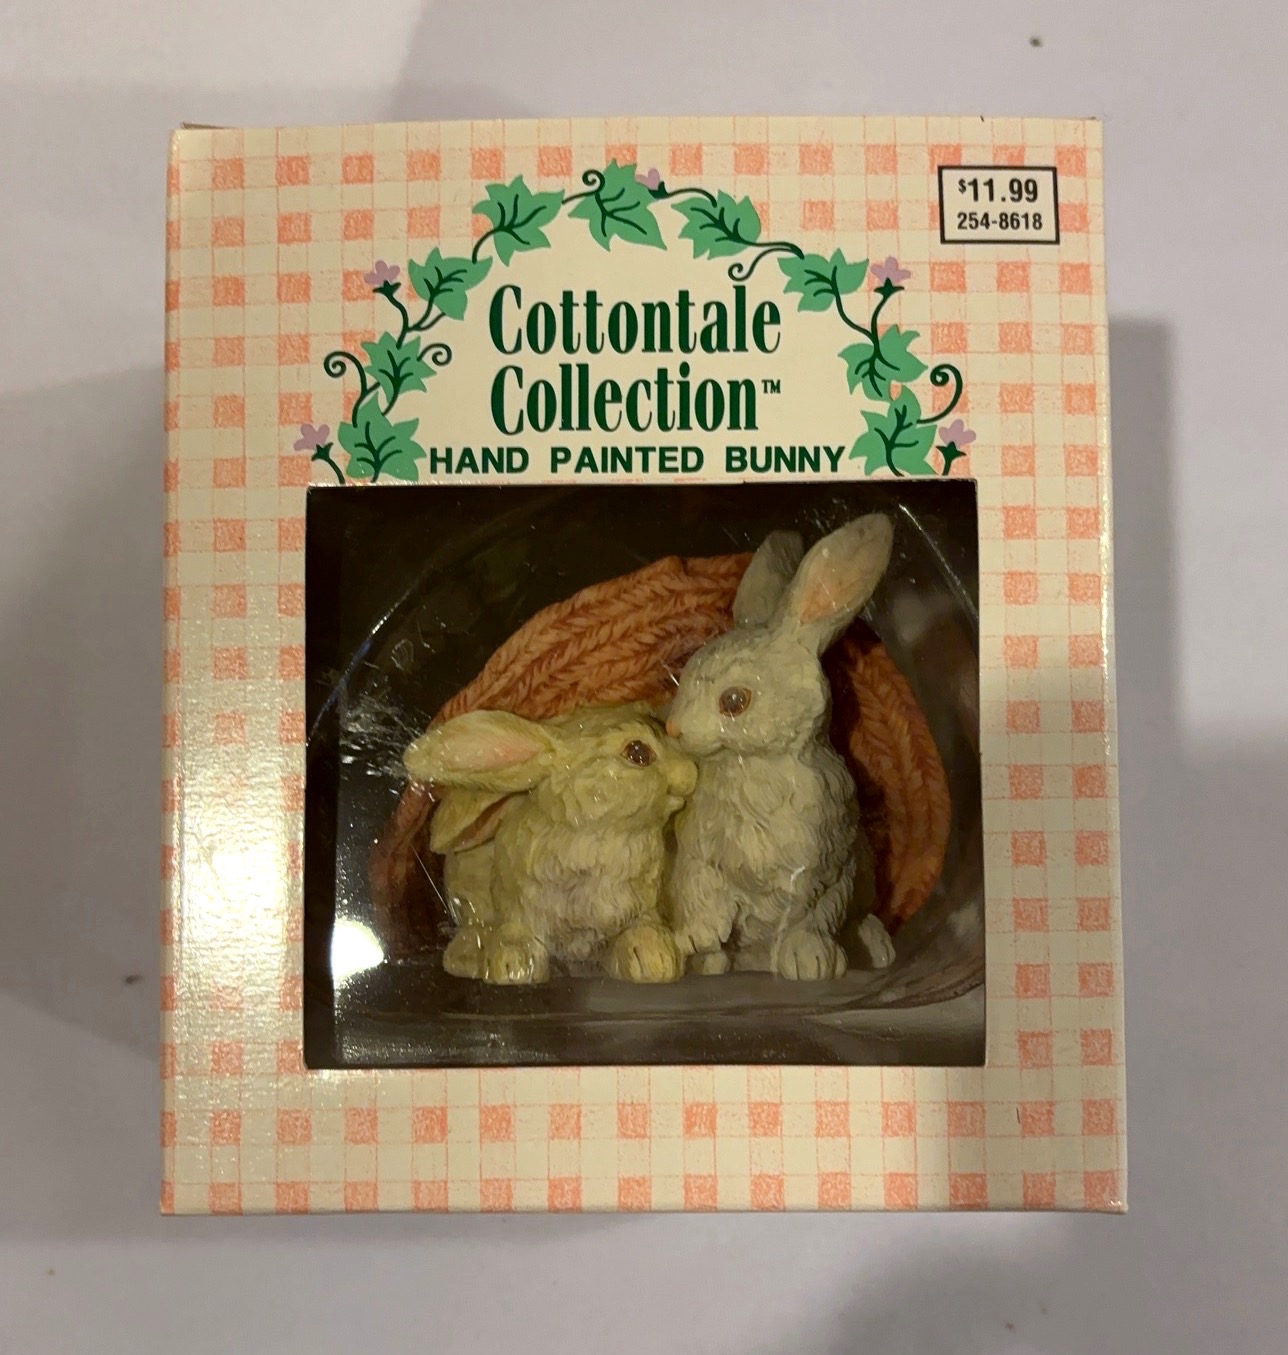 $11.99
254-8618
Cottontale
Collection™
HAND PAINTED BUNNY